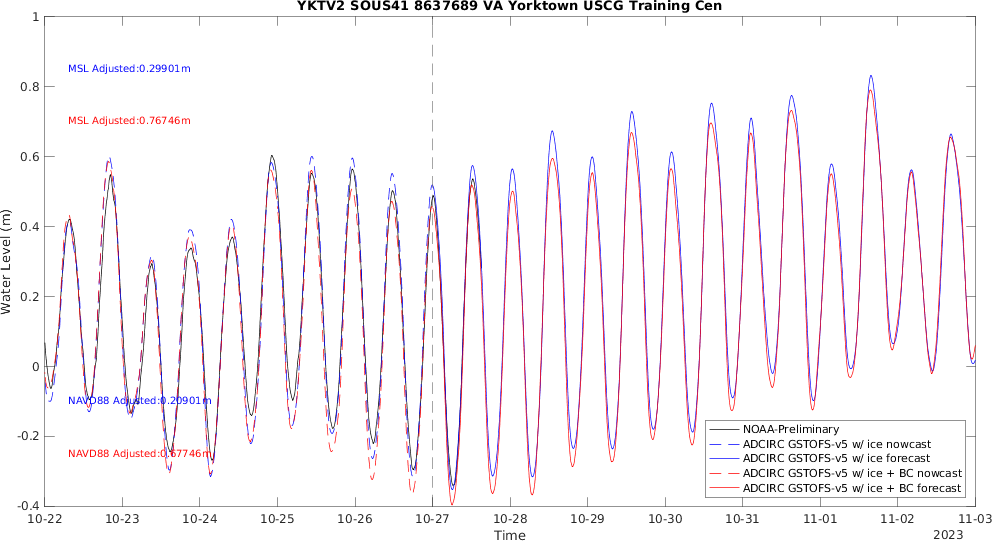 YKTV2 SOUS41 8637689 VA Yorktown USCG Training Cen
1
MSL Adjusted:0.29901m
0.8
MSL Adjusted:0.76746m
0.6
0.4
Water Level (m)
0.2
0
NAVD88 Adjusted:0.20901m
-0.2
NAVD88 Adjusted:0.67746m
NOAA-Preliminary
ADCIRC GSTOFS-v5 w/ ice nowcast
ADCIRC GSTOFS-v5 w/ ice forecast
ADCIRC GSTOFS-v5 w/ ice + BC nowcast
ADCIRC GSTOFS-v5 w/ ice + BC forecast
-0.4
10-22 10-23 10-24 10-25 10-26 10-27 10-28 10-29 10-30 10-31 11-01 11-02 11-03
Time
2023